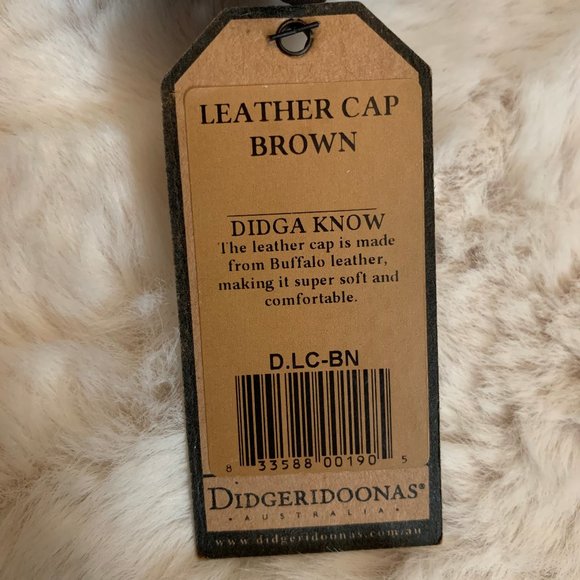 LEATHER CAP
BROWN
DIDGA KNOW
The leather cap is made
from Buffalo leather,
making it super soft and
comfortable.
D.LC-BN
8 33588 00190 5
DIDGERIDOONAS®
• AUSTRALIA •
www.didgeridoonas.com.au